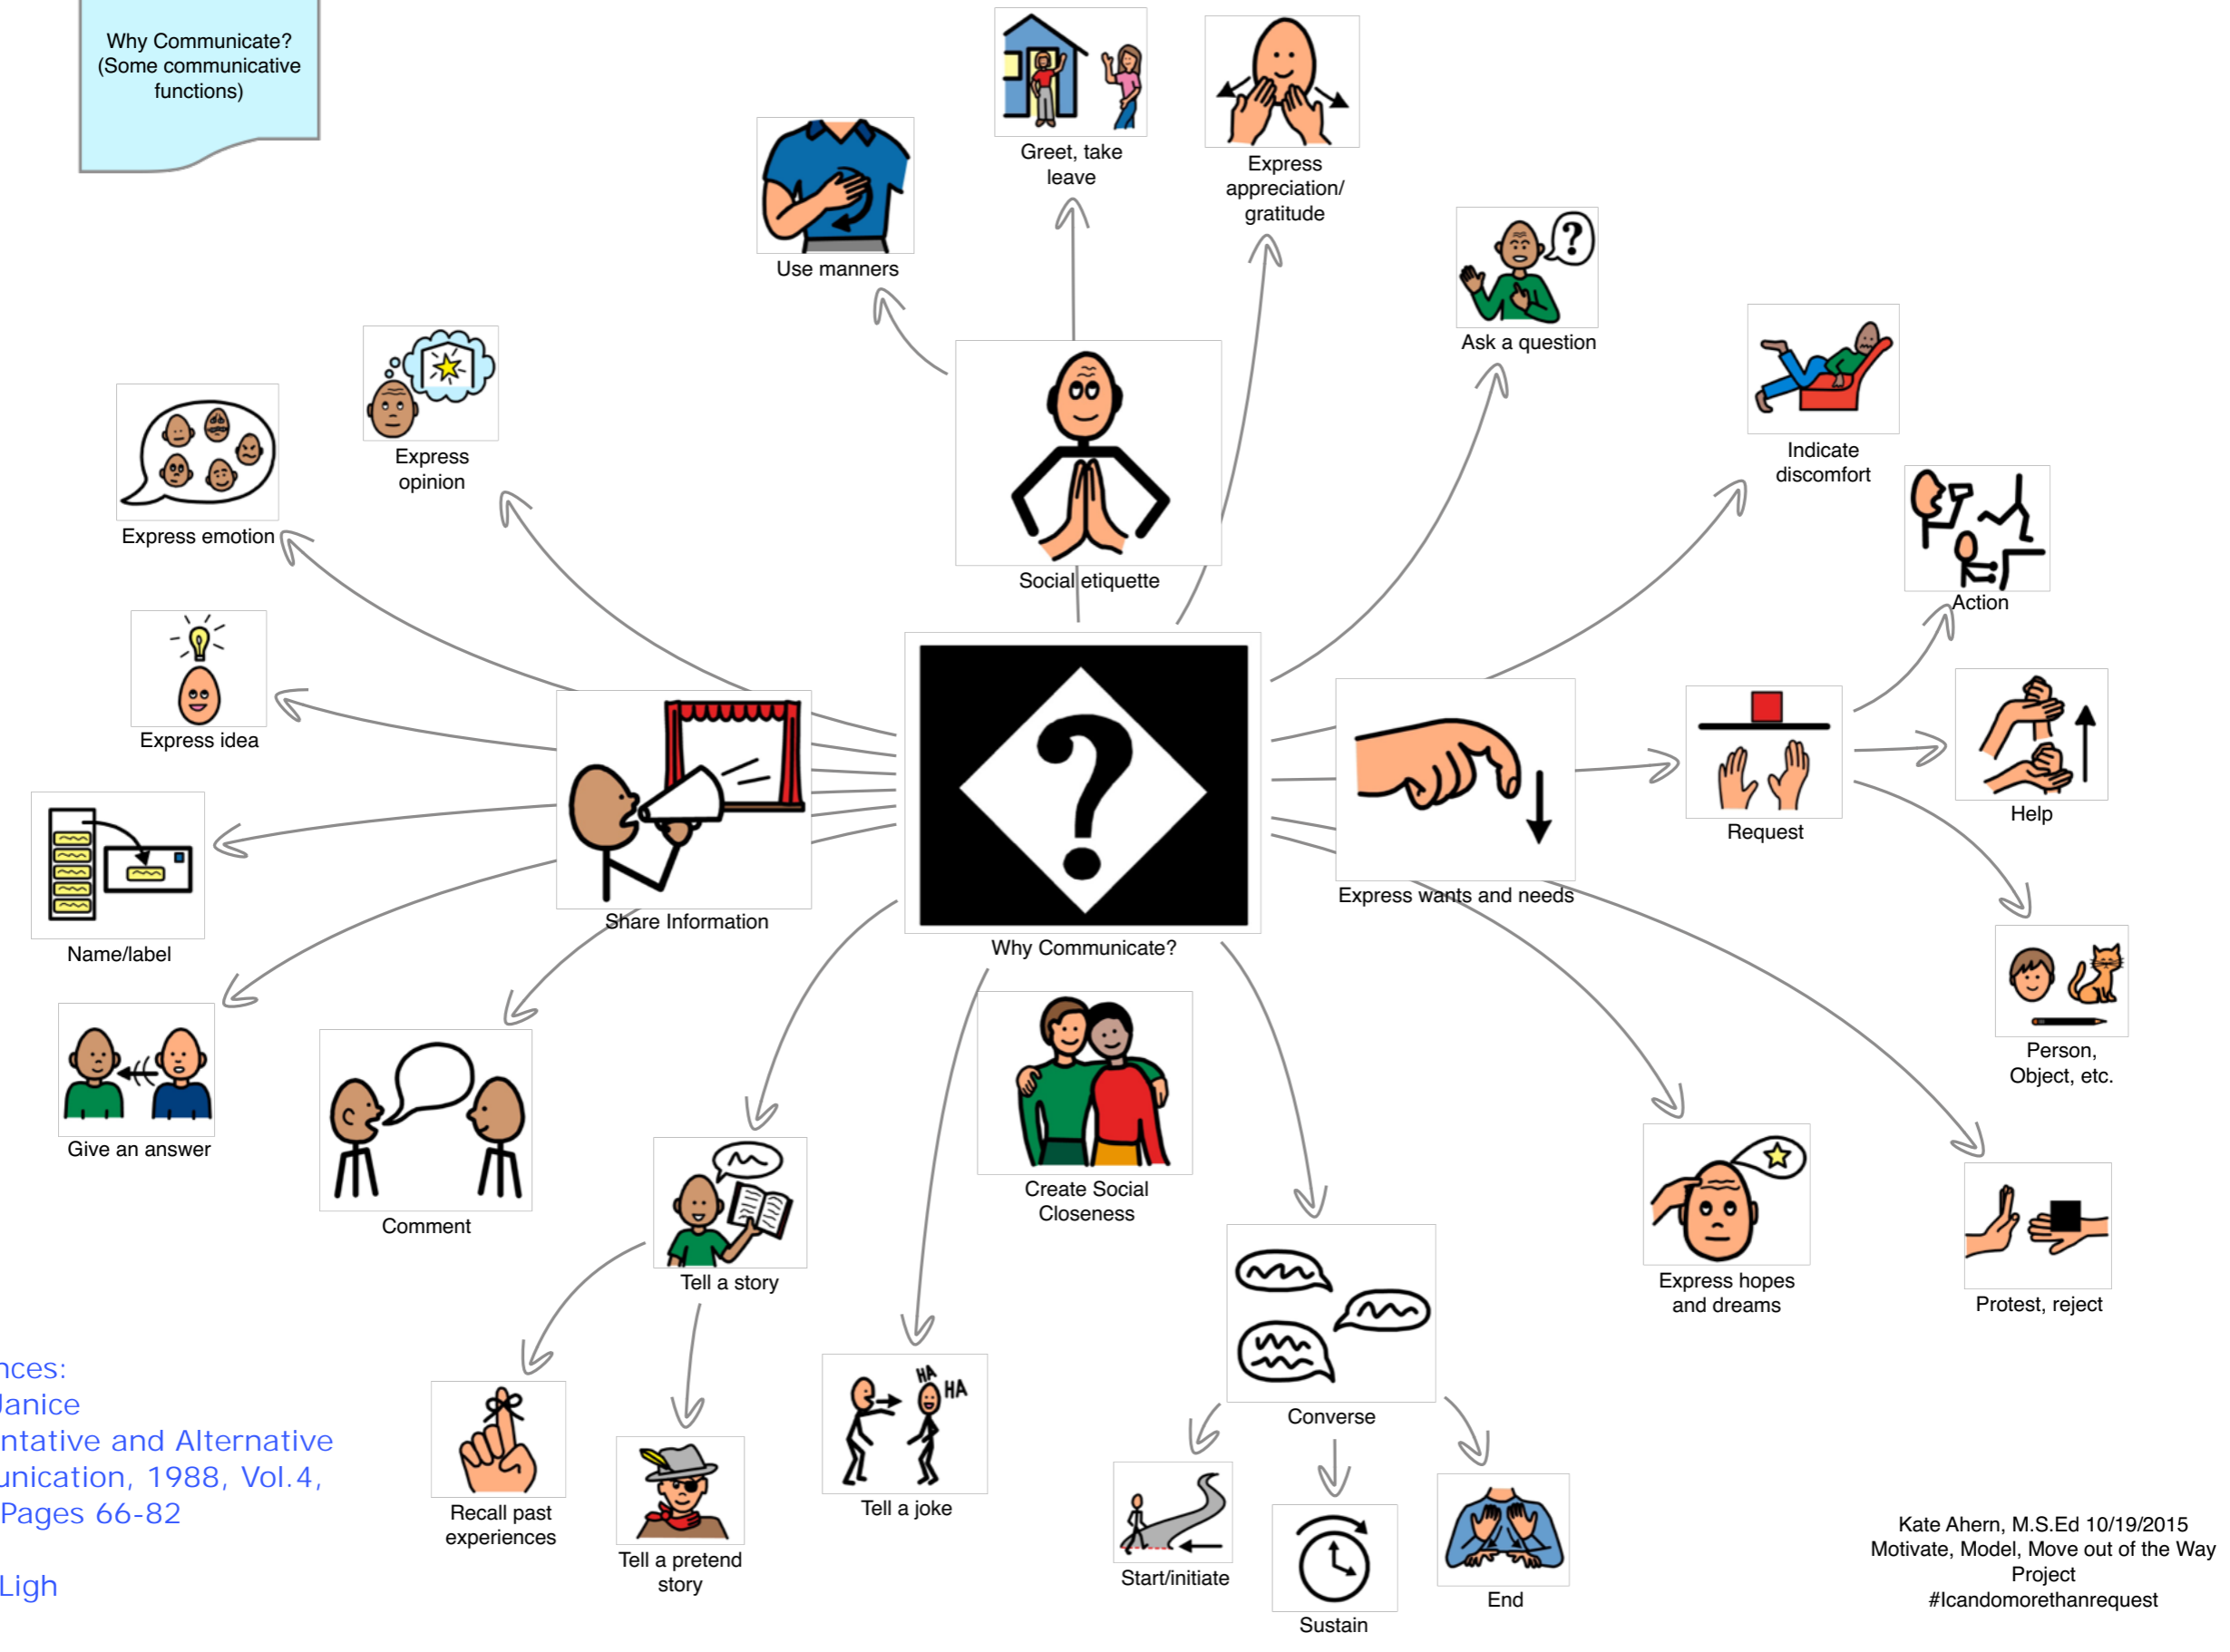 Why Communicate?
(Some communicative
functions)
Greet, take
leave
Express
appreciation/
gratitude
Use manners
?
Ask a question
Express
opinion
Indicate
discomfort
Express emotion
Social etiquette
Action
Express idea
?
Request
Help
Share Information
Express wants and needs
Why Communicate?
Name/label
Person,
Object, etc.
Give an answer
Create Social
Closeness
Comment
Tell a story
Express hopes
and dreams
Protest, reject
HA
HA
Converse
Recall past
experiences
Tell a joke
Tell a pretend
story
Start/initiate
End
Sustain
nces:
Janice
ntative and Alternative
unication, 1988, Vol.4,
Pages 66-82
Ligh
Kate Ahern, M.S.Ed 10/19/2015
Motivate, Model, Move out of the Way
Project
#Icandomorethanrequest